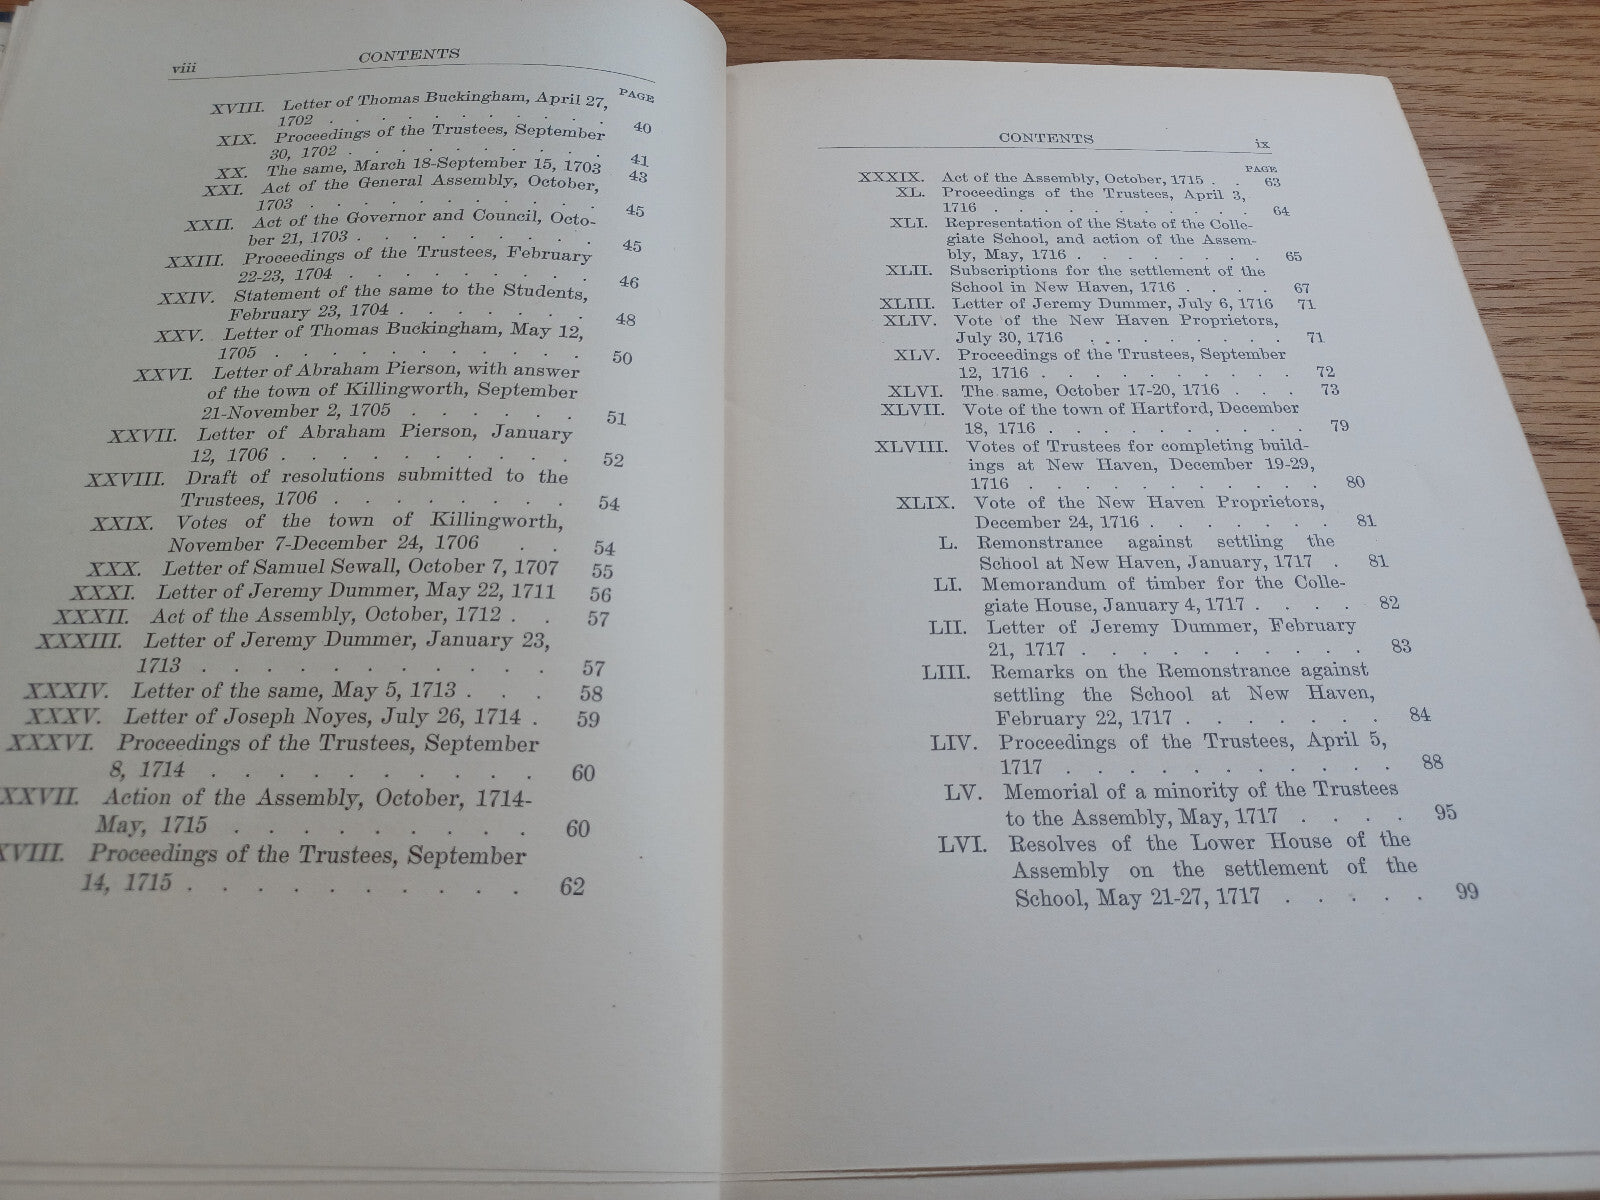 viii CONTENTS
PAGE
XVIII. Letter of Thomas Buckingham, April 27,
1702 . . . . . . . . . . . 40
XIX. Proceedings of the Trustees, September
30, 1702 . . . . . . . . . . 41
XX. The same, March 18-September 15, 1703 43
XXI. Act of the General Assembly, October,
1703 . . . . . . . . . . . 45
XXII. Act of the Governor and Council, Octo-
ber 21, 1703 . . . . . . . . . 45
XXIII. Proceedings of the Trustees, February
22-23, 1704 . . . . . . . . . 46
XXIV. Statement of the same to the Students,
February 23, 1704 . . . . . . . 48
XXV. Letter of Thomas Buckingham, May 12,
1705 . . . . . . . . . . . 50
XXVI. Letter of Abraham Pierson, with answer
of the town of Killingworth, September
21-November 2, 1705 . . . . . . 51
XXVII. Letter of Abraham Pierson, January
12, 1706 . . . . . . . . . . 52
XXVIII. Draft of resolutions submitted to the
Trustees, 1706 . . . . . . . . 54
XXIX. Votes of the town of Killingworth,
November 7-December 24, 1706 . . 54
XXX. Letter of Samuel Sewall, October 7, 1707 55
XXXI. Letter of Jeremy Dummer, May 22, 1711 56
XXXII. Act of the Assembly, October, 1712 . . 57
XXXIII. Letter of Jeremy Dummer, January 23,
1713 . . . . . . . . . . . 57
XXXIV. Letter of the same, May 5, 1713 . . . 58
XXXV. Letter of Joseph Noyes, July 26, 1714 . 59
XXXVI. Proceedings of the Trustees, September
8, 1714 . . . . . . . . . . 60
XXVII. Action of the Assembly, October, 1714-
May, 1715 . . . . . . . . . 60
XVIII. Proceedings of the Trustees, September
14, 1715 . . . . . . . . . . 62
CONTENTS ix
PAGE
XXXIX. Act of the Assembly, October, 1715 . . 63
XL. Proceedings of the Trustees, April 3,
1716 . . . . . . . . . . . 64
XLI. Representation of the State of the Colle-
giate School, and action of the Assem-
bly, May, 1716 . . . . . . . . 65
XLII. Subscriptions for the settlement of the
School in New Haven, 1716 . . . . 67
XLIII. Letter of Jeremy Dummer, July 6, 1716 71
XLIV. Vote of the New Haven Proprietors,
July 30, 1716 . . . . . . . . 71
XLV. Proceedings of the Trustees, September
12, 1716 . . . . . . . . . . 72
XLVI. The same, October 17-20, 1716 . . . 73
XLVII. Vote of the town of Hartford, December
18, 1716 . . . . . . . . . . 79
XLVIII. Votes of Trustees for completing build-
ings at New Haven, December 19-29,
1716 . . . . . . . . . . . 80
XLIX. Vote of the New Haven Proprietors,
December 24, 1716 . . . . . . . 81
L. Remonstrance against settling the
School at New Haven, January, 1717 . 81
LI. Memorandum of timber for the Colle-
giate House, January 4, 1717 . . . . 82
LII. Letter of Jeremy Dummer, February
21, 1717 . . . . . . . . . . 83
LIII. Remarks on the Remonstrance against
settling the School at New Haven,
February 22, 1717 . . . . . . . 84
LIV. Proceedings of the Trustees, April 5,
1717 . . . . . . . . . . . 88
LV. Memorial of a minority of the Trustees
to the Assembly, May, 1717 . . . . 95
LVI. Resolves of the Lower House of the
Assembly on the settlement of the
School, May 21-27, 1717 . . . . . 99